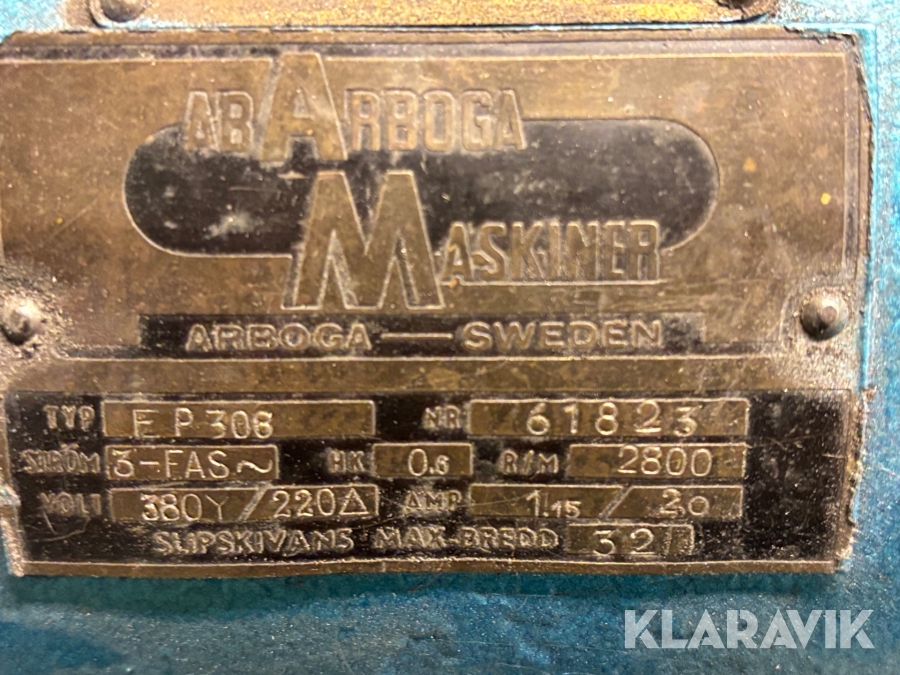 AB ARBOGA
MASKINER
ARBOGA—SWEDEN
TYP EP 308 NR 61823
STRÖM 3-FAS~ HK 0.6 R/M 2800
VOLT 380Y/220Δ AMP 1.15/2.0
SLIPSKIVANS MAX.BREDD 32
KLARAVIK